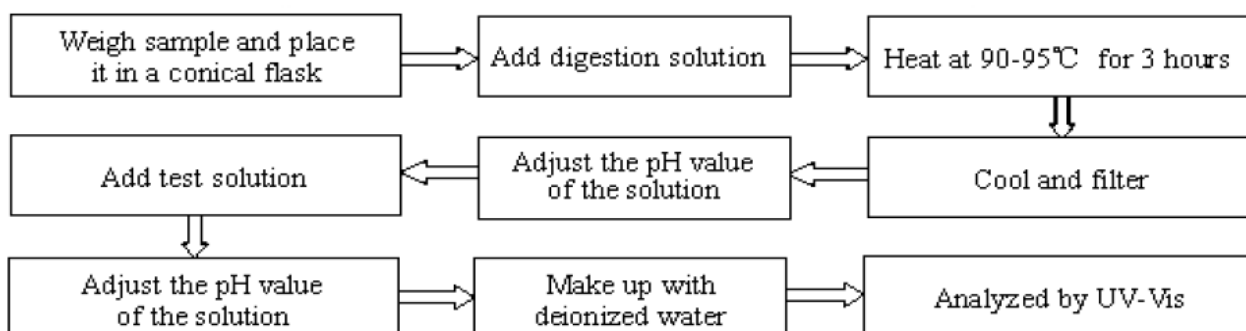 Weigh sample and place
it in a conical flask
Add digestion solution
Heat at 90-95℃ for 3 hours
Cool and filter
Adjust the pH value
of the solution
Add test solution
Adjust the pH value
of the solution
Make up with
deionized water
Analyzed by UV-Vis